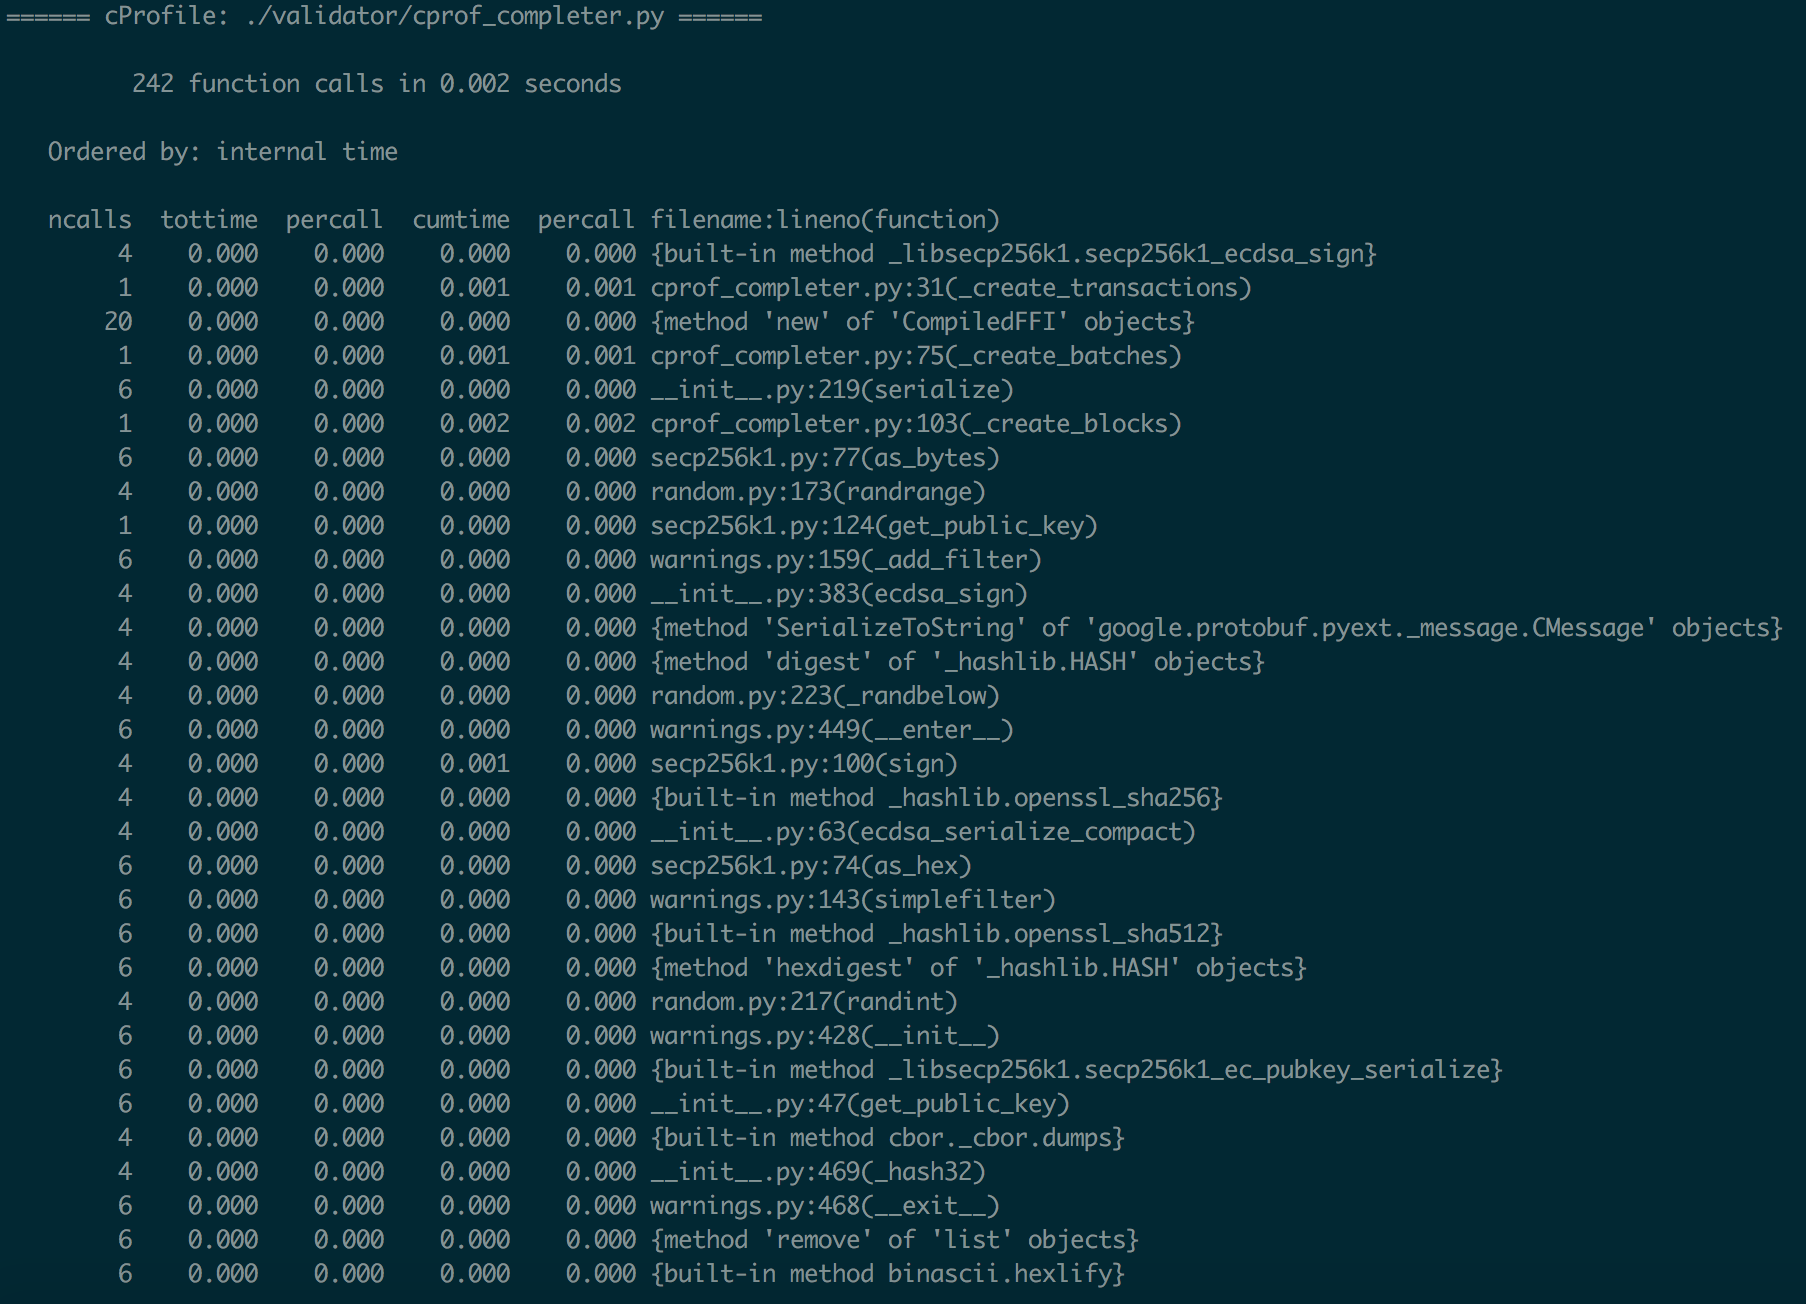 ====== cProfile: ./validator/cprof_completer.py ======
242 function calls in 0.002 seconds
Ordered by: internal time
ncalls  tottime  percall  cumtime  percall filename:lineno(function)
4    0.000    0.000    0.000    0.000 {built-in method _libsecp256k1.secp256k1_ecdsa_sign}
1    0.000    0.000    0.001    0.001 cprof_completer.py:31(_create_transactions)
20    0.000    0.000    0.000    0.000 {method 'new' of 'CompiledFFI' objects}
1    0.000    0.000    0.001    0.001 cprof_completer.py:75(_create_batches)
6    0.000    0.000    0.000    0.000 __init__.py:219(serialize)
1    0.000    0.000    0.002    0.002 cprof_completer.py:103(_create_blocks)
6    0.000    0.000    0.000    0.000 secp256k1.py:77(as_bytes)
4    0.000    0.000    0.000    0.000 random.py:173(randrange)
1    0.000    0.000    0.000    0.000 secp256k1.py:124(get_public_key)
6    0.000    0.000    0.000    0.000 warnings.py:159(_add_filter)
4    0.000    0.000    0.000    0.000 __init__.py:383(ecdsa_sign)
4    0.000    0.000    0.000    0.000 {method 'SerializeToString' of 'google.protobuf.pyext._message.CMessage' objects}
4    0.000    0.000    0.000    0.000 {method 'digest' of '_hashlib.HASH' objects}
4    0.000    0.000    0.000    0.000 random.py:223(_randbelow)
6    0.000    0.000    0.000    0.000 warnings.py:449(__enter__)
4    0.000    0.000    0.001    0.000 secp256k1.py:100(sign)
4    0.000    0.000    0.000    0.000 {built-in method _hashlib.openssl_sha256}
4    0.000    0.000    0.000    0.000 __init__.py:63(ecdsa_serialize_compact)
6    0.000    0.000    0.000    0.000 secp256k1.py:74(as_hex)
6    0.000    0.000    0.000    0.000 warnings.py:143(simplefilter)
6    0.000    0.000    0.000    0.000 {built-in method _hashlib.openssl_sha512}
6    0.000    0.000    0.000    0.000 {method 'hexdigest' of '_hashlib.HASH' objects}
4    0.000    0.000    0.000    0.000 random.py:217(randint)
6    0.000    0.000    0.000    0.000 warnings.py:428(__init__)
6    0.000    0.000    0.000    0.000 {built-in method _libsecp256k1.secp256k1_ec_pubkey_serialize}
6    0.000    0.000    0.000    0.000 __init__.py:47(get_public_key)
4    0.000    0.000    0.000    0.000 {built-in method cbor._cbor.dumps}
4    0.000    0.000    0.000    0.000 __init__.py:469(_hash32)
6    0.000    0.000    0.000    0.000 warnings.py:468(__exit__)
6    0.000    0.000    0.000    0.000 {method 'remove' of 'list' objects}
6    0.000    0.000    0.000    0.000 {built-in method binascii.hexlify}